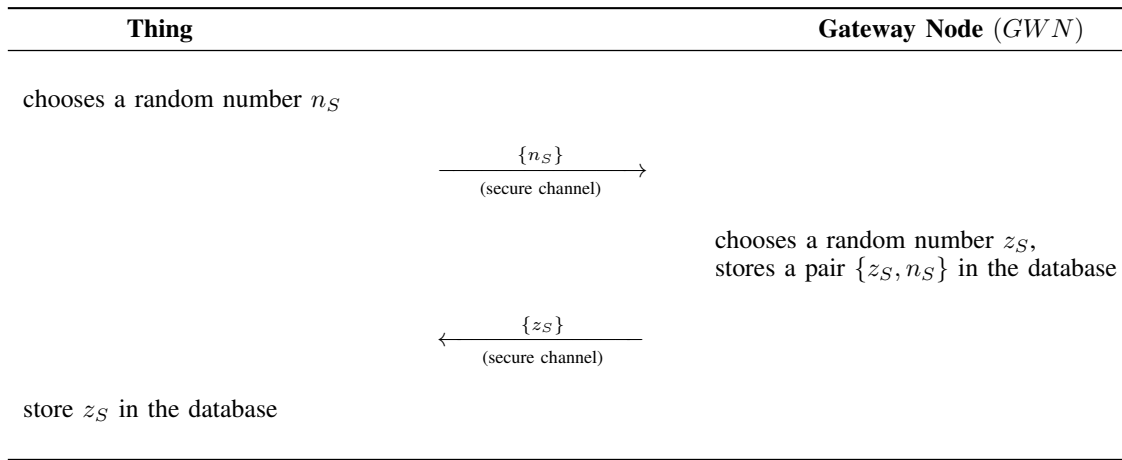 Thing Gateway Node (GWN)
chooses a random number n_S
{n_S}
(secure channel)
chooses a random number z_S,
stores a pair {z_S, n_S} in the database
{z_S}
(secure channel)
store z_S in the database